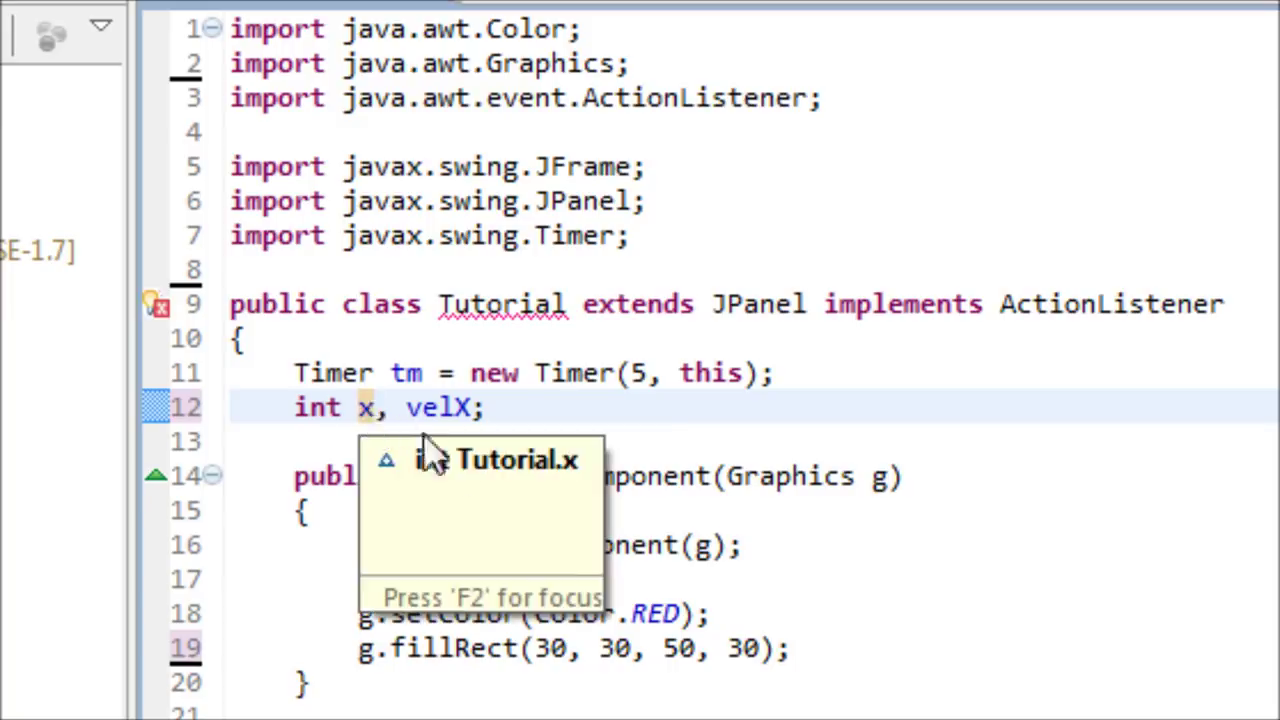 1 import java.awt.Color;
2 import java.awt.Graphics;
3 import java.awt.event.ActionListener;
4
5 import javax.swing.JFrame;
6 import javax.swing.JPanel;
7 import javax.swing.Timer;
SE-1.7]
8
9 public class Tutorial extends JPanel implements ActionListener
10 {
11 Timer tm = new Timer(5, this);
12 int x, velX;
13
Tutorial.x
14 publ mponent(Graphics g)
15 {
16 onent(g);
17
Press 'F2' for focus
18 g.setColor(Color.RED);
19 g.fillRect(30, 30, 50, 30);
20 }
21